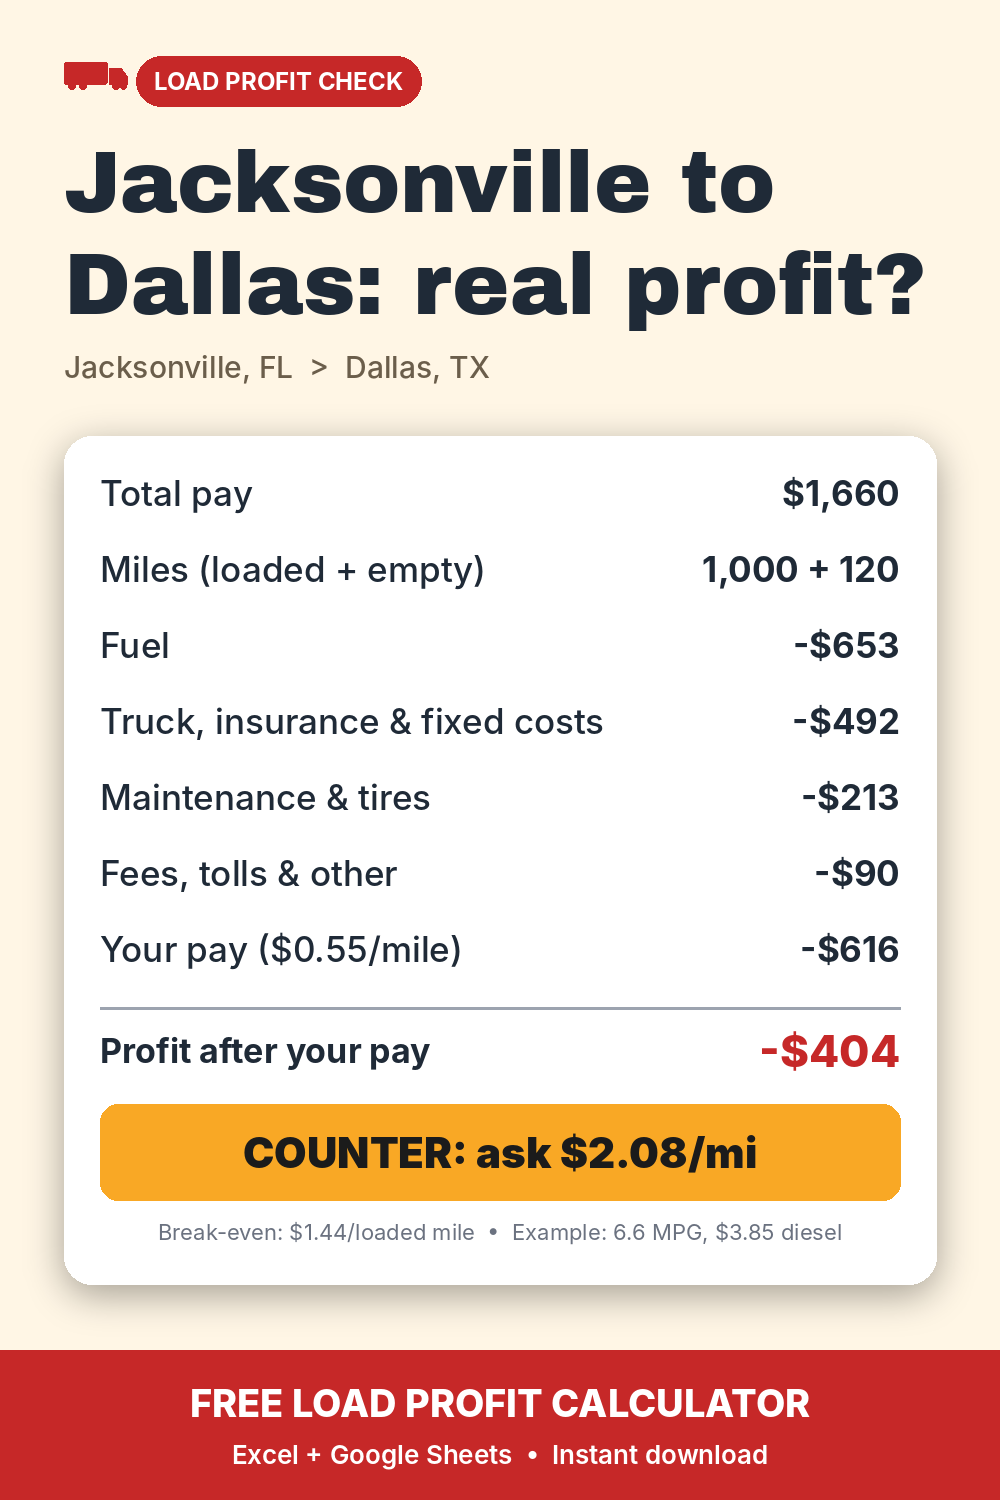 LOAD PROFIT CHECK
Jacksonville to
Dallas: real profit?
Jacksonville, FL > Dallas, TX
Total pay $1,660
Miles (loaded + empty) 1,000 + 120
Fuel -$653
Truck, insurance & fixed costs -$492
Maintenance & tires -$213
Fees, tolls & other -$90
Your pay ($0.55/mile) -$616
Profit after your pay -$404
COUNTER: ask $2.08/mi
Break-even: $1.44/loaded mile • Example: 6.6 MPG, $3.85 diesel
FREE LOAD PROFIT CALCULATOR
Excel + Google Sheets • Instant download